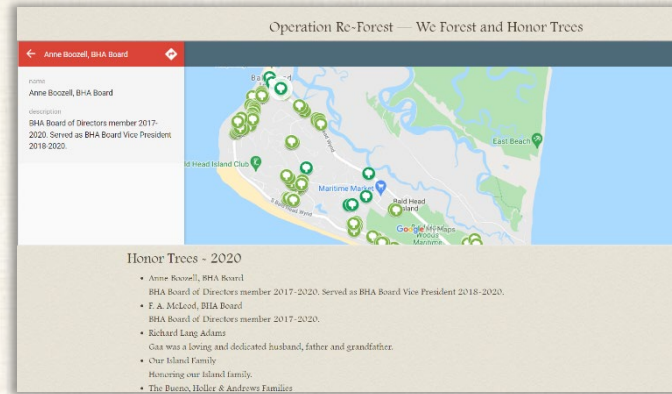 Operation Re-Forest — We Forest and Honor Trees
Anne Boozell, BHA Board
name
Anne Boozell, BHA Board
description
BHA Board of Directors member 2017-
2020. Served as BHA Board Vice President
2018-2020.
East Beach
Head Island Club
Maritime Market
Bald Head
Island
S Bald Head Wynd
Google My Maps
Woods
Maritime
Honor Trees - 2020
• Anne Boozell, BHA Board
BHA Board of Directors member 2017-2020. Served as BHA Board Vice President 2018-2020.
• F. A. McLeod, BHA Board
BHA Board of Directors member 2017-2020.
• Richard Lang Adams
Gaa was a loving and dedicated husband, father and grandfather.
• Our Island Family
Honoring our Island family.
• The Bueno, Holler & Andrews Families